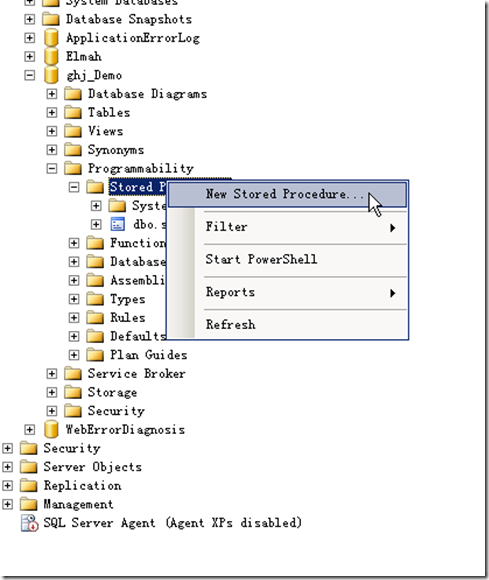 System Databases
Database Snapshots
ApplicationErrorLog
Elmah
ghj_Demo
Database Diagrams
Tables
Views
Synonyms
Programmability
Stored P
New Stored Procedure...
Syste
dbo.s
Filter
Function
Database
Start PowerShell
Assembli
Types
Reports
Rules
Defaults
Refresh
Plan Guides
Service Broker
Storage
Security
WebErrorDiagnosis
Security
Server Objects
Replication
Management
SQL Server Agent (Agent XPs disabled)